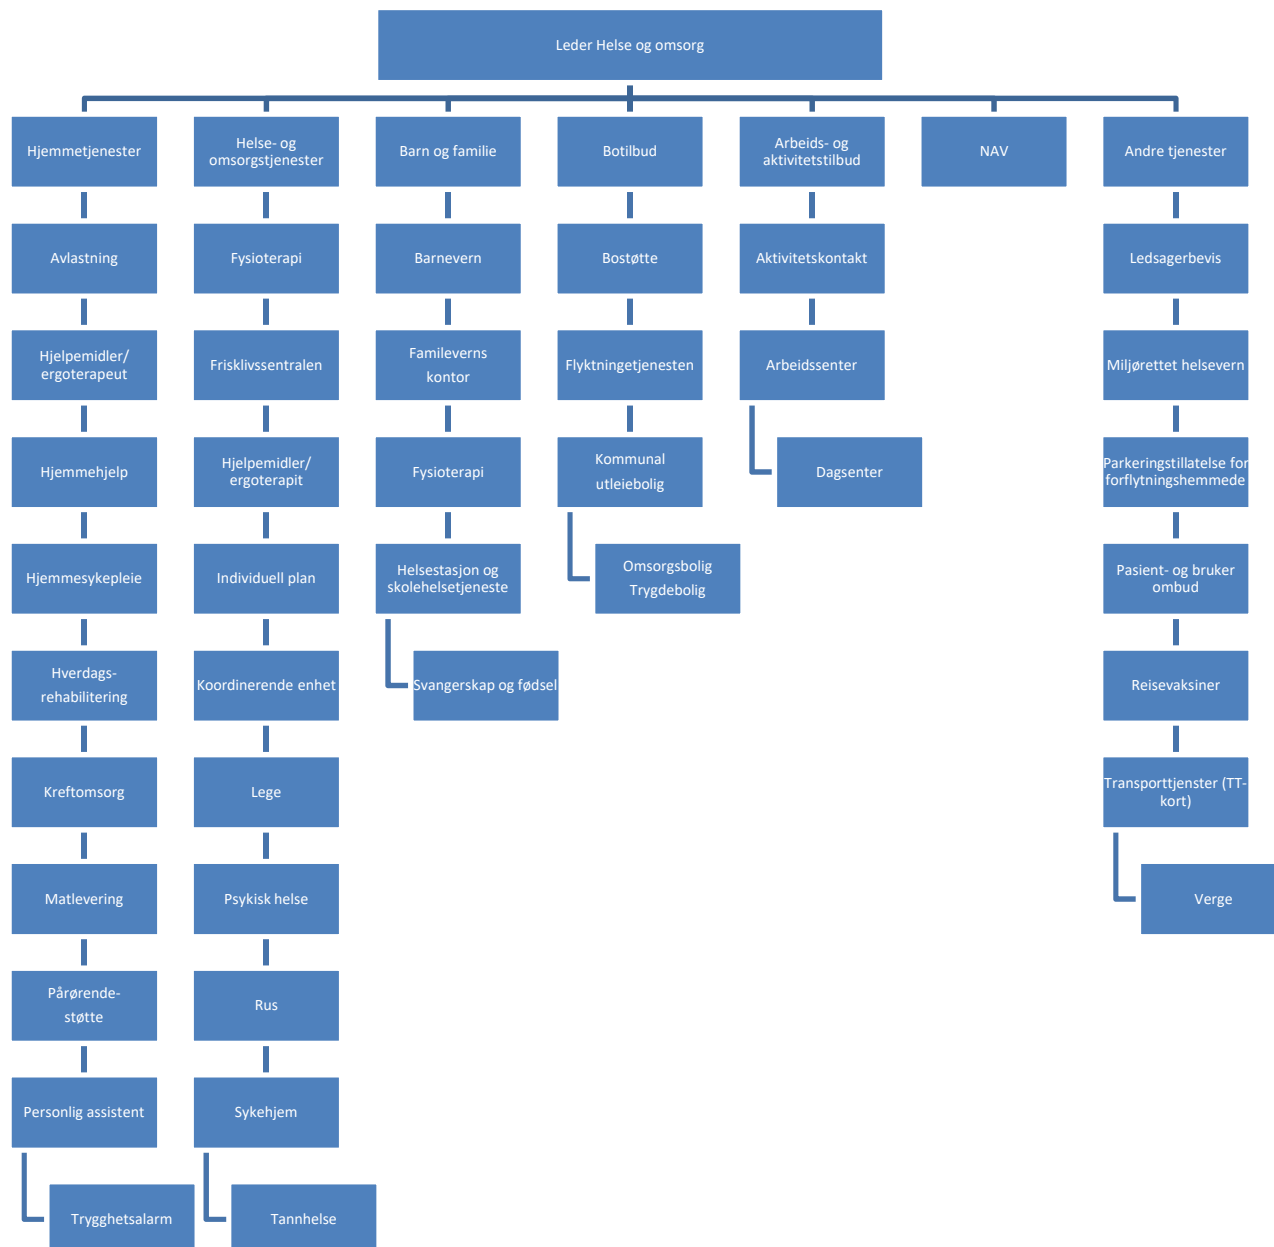 Leder Helse og omsorg
Hjemmetjenester
Avlastning
Hjelpemidler/
ergoterapeut
Hjemmehjelp
Hjemmesykepleie
Hverdags-
rehabilitering
Kreftomsorg
Matlevering
Pårørende-
støtte
Personlig assistent
Trygghetsalarm
Helse- og
omsorgstjenester
Fysioterapi
Frisklivssentralen
Hjelpemidler/
ergoterapit
Individuell plan
Koordinerende enhet
Lege
Psykisk helse
Rus
Sykehjem
Tannhelse
Barn og familie
Barnevern
Famileverns
kontor
Fysioterapi
Helsestasjon og
skolehelsetjeneste
Svangerskap og fødsel
Botilbud
Bostøtte
Flyktningetjenesten
Kommunal
utleiebolig
Omsorgsbolig
Trygdebolig
Arbeids- og
aktivitetstilbud
Aktivitetskontakt
Arbeidssenter
Dagsenter
NAV
Andre tjenester
Ledsagerbevis
Miljørettet helsevern
Parkeringstillatelse for
forflytningshemmede
Pasient- og bruker
ombud
Reisevaksiner
Transporttjenster (TT-
kort)
Verge